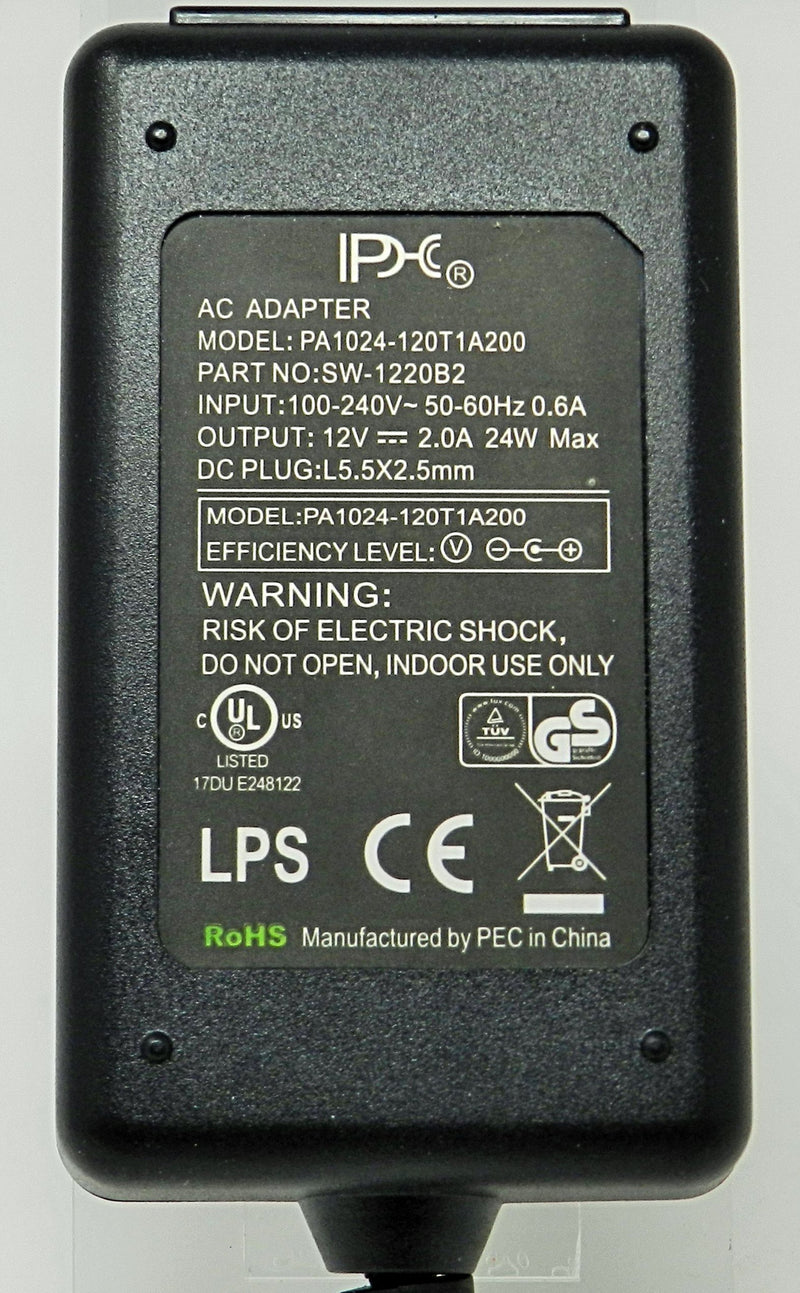 PEC ®
AC ADAPTER
MODEL: PA1024-120T1A200
PART NO:SW-1220B2
INPUT:100-240V~ 50-60Hz 0.6A
OUTPUT: 12V ⎓ 2.0A 24W Max
DC PLUG:L5.5X2.5mm
MODEL:PA1024-120T1A200
EFFICIENCY LEVEL: Ⓥ
WARNING:
RISK OF ELECTRIC SHOCK,
DO NOT OPEN, INDOOR USE ONLY
C UL ® US
LISTED
17DU E248122
TÜV
GS
LPS CE
RoHS Manufactured by PEC in China